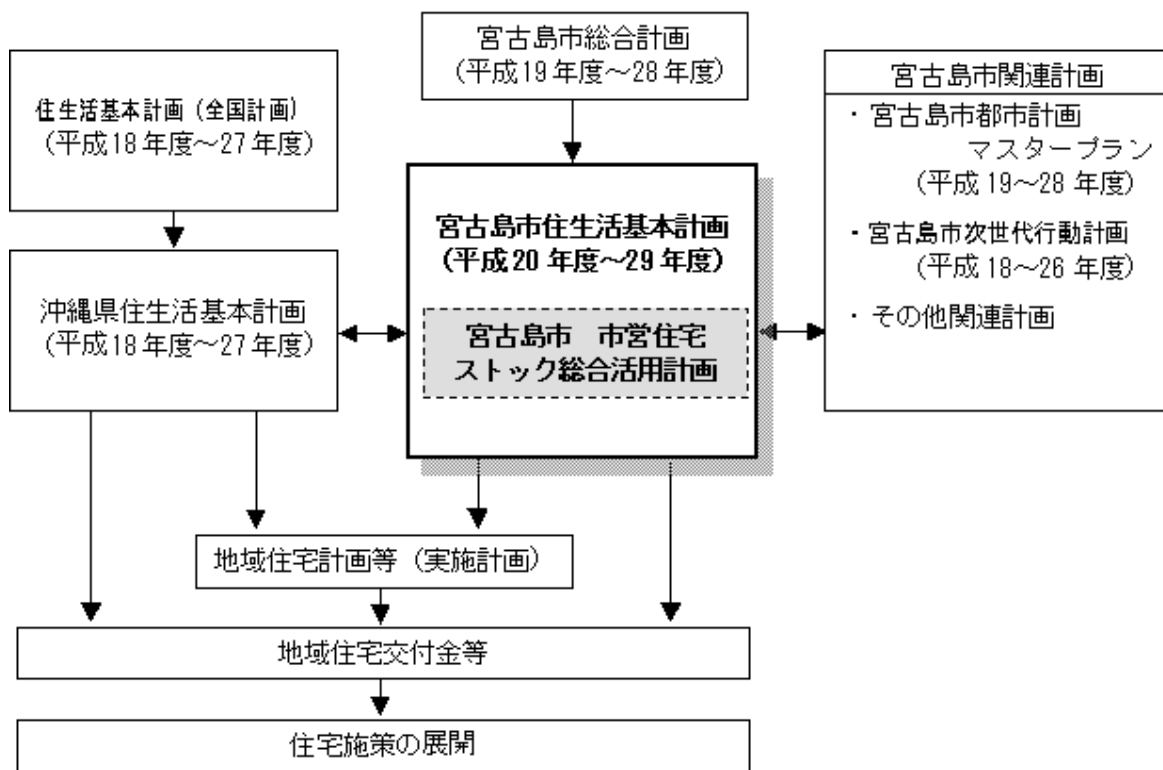 宮古島市総合計画
(平成19年度～28年度)
住生活基本計画(全国計画)
(平成18年度～27年度)
沖縄県住生活基本計画
(平成18年度～27年度)
宮古島市住生活基本計画
(平成20年度～29年度)
宮古島市　市営住宅
ストック総合活用計画
宮古島市関連計画
・宮古島市都市計画
マスタープラン
(平成19～28年度)
・宮古島市次世代行動計画
(平成18～26年度)
・その他関連計画
地域住宅計画等(実施計画)
地域住宅交付金等
住宅施策の展開